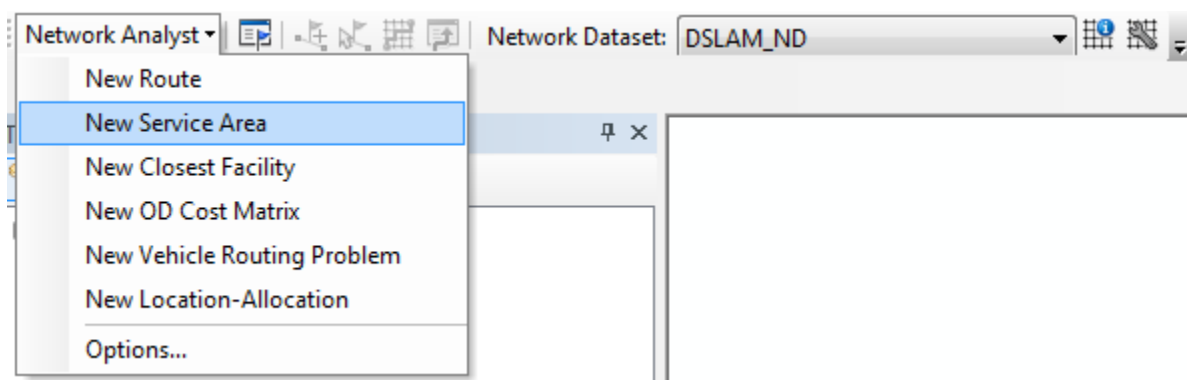 Network Analyst Network Dataset: DSLAM_ND
New Route
New Service Area
New Closest Facility
New OD Cost Matrix
New Vehicle Routing Problem
New Location-Allocation
Options...